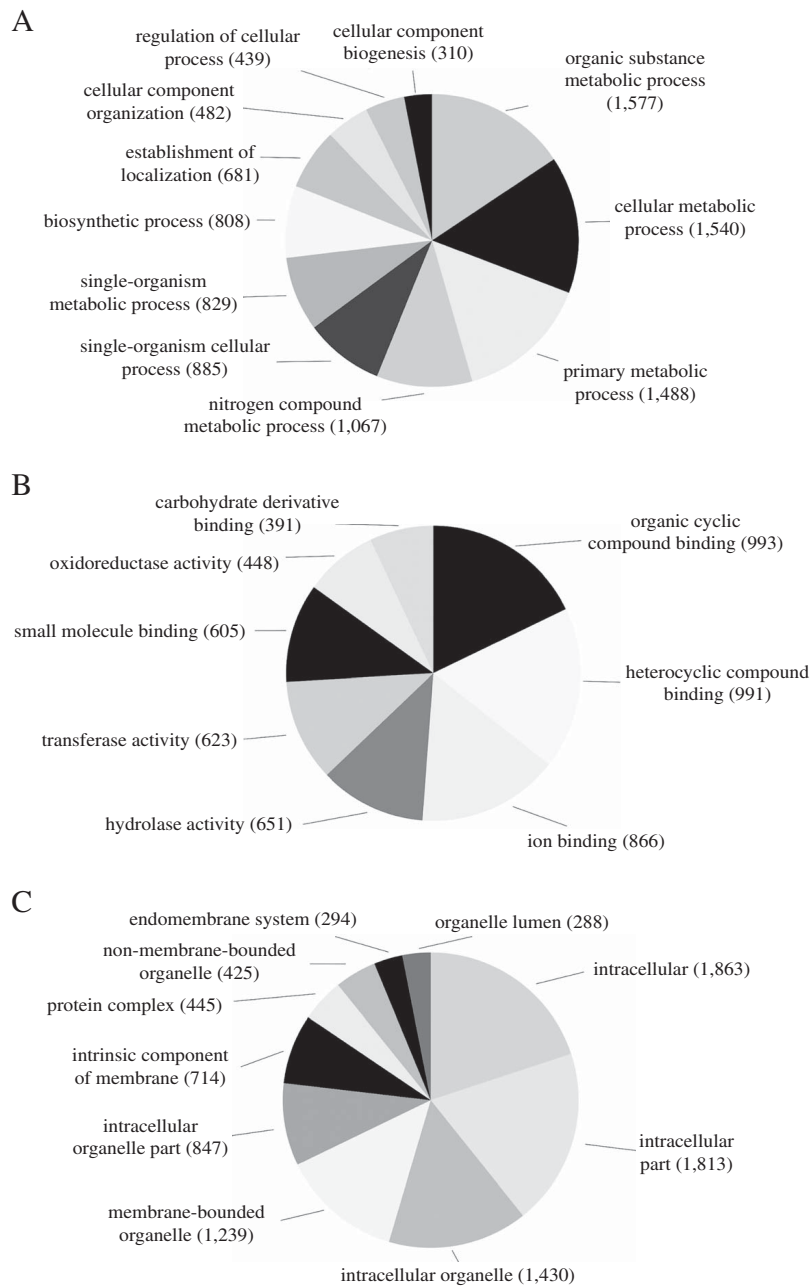 A
cellular component
biogenesis (310)
regulation of cellular
process (439)
organic substance
metabolic process
(1,577)
cellular component
organization (482)
establishment of
localization (681)
cellular metabolic
process (1,540)
biosynthetic process (808)
single-organism
metabolic process (829)
single-organism cellular
process (885)
primary metabolic
process (1,488)
nitrogen compound
metabolic process (1,067)
B
carbohydrate derivative
binding (391)
organic cyclic
compound binding (993)
oxidoreductase activity (448)
small molecule binding (605)
heterocyclic compound
binding (991)
transferase activity (623)
hydrolase activity (651)
ion binding (866)
C
endomembrane system (294)
organelle lumen (288)
non-membrane-bounded
organelle (425)
intracellular (1,863)
protein complex (445)
intrinsic component
of membrane (714)
intracellular
organelle part (847)
intracellular
part (1,813)
membrane-bounded
organelle (1,239)
intracellular organelle (1,430)